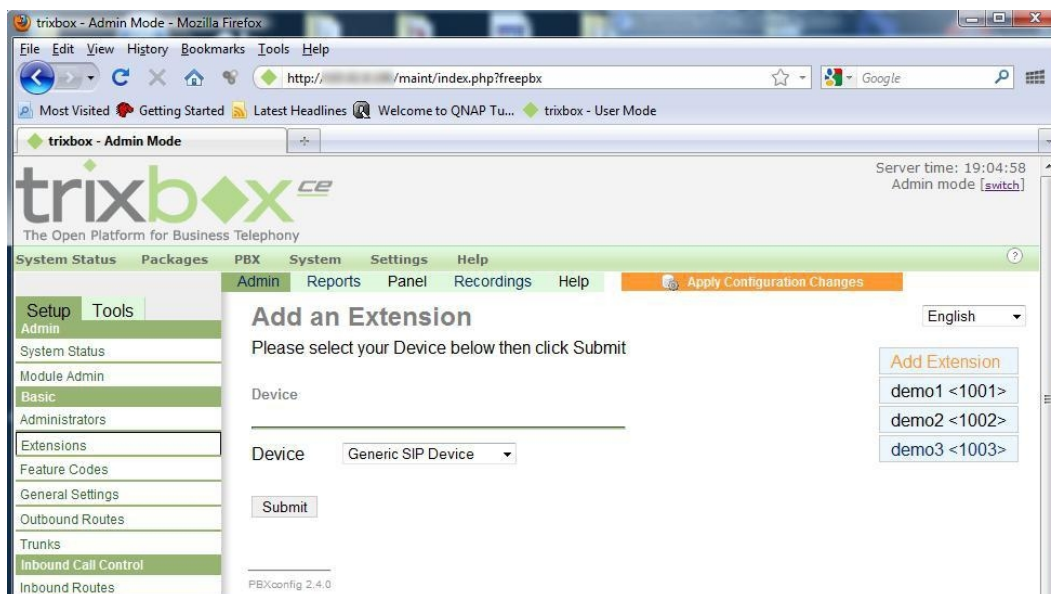 trixbox - Admin Mode - Mozilla Firefox
File Edit View History Bookmarks Tools Help
http:// /maint/index.php?freepbx
Google
Most Visited Getting Started Latest Headlines Welcome to QNAP Tu... trixbox - User Mode
trixbox - Admin Mode
Server time: 19:04:58
Admin mode [switch]
trixbox ce
The Open Platform for Business Telephony
System Status Packages PBX System Settings Help
Admin Reports Panel Recordings Help Apply Configuration Changes
Setup Tools
Admin
System Status
Module Admin
Basic
Administrators
Extensions
Feature Codes
General Settings
Outbound Routes
Trunks
Inbound Call Control
Inbound Routes
Add an Extension
Please select your Device below then click Submit
Device
Device Generic SIP Device
Submit
PBXconfig 2.4.0
English
Add Extension
demo1 <1001>
demo2 <1002>
demo3 <1003>